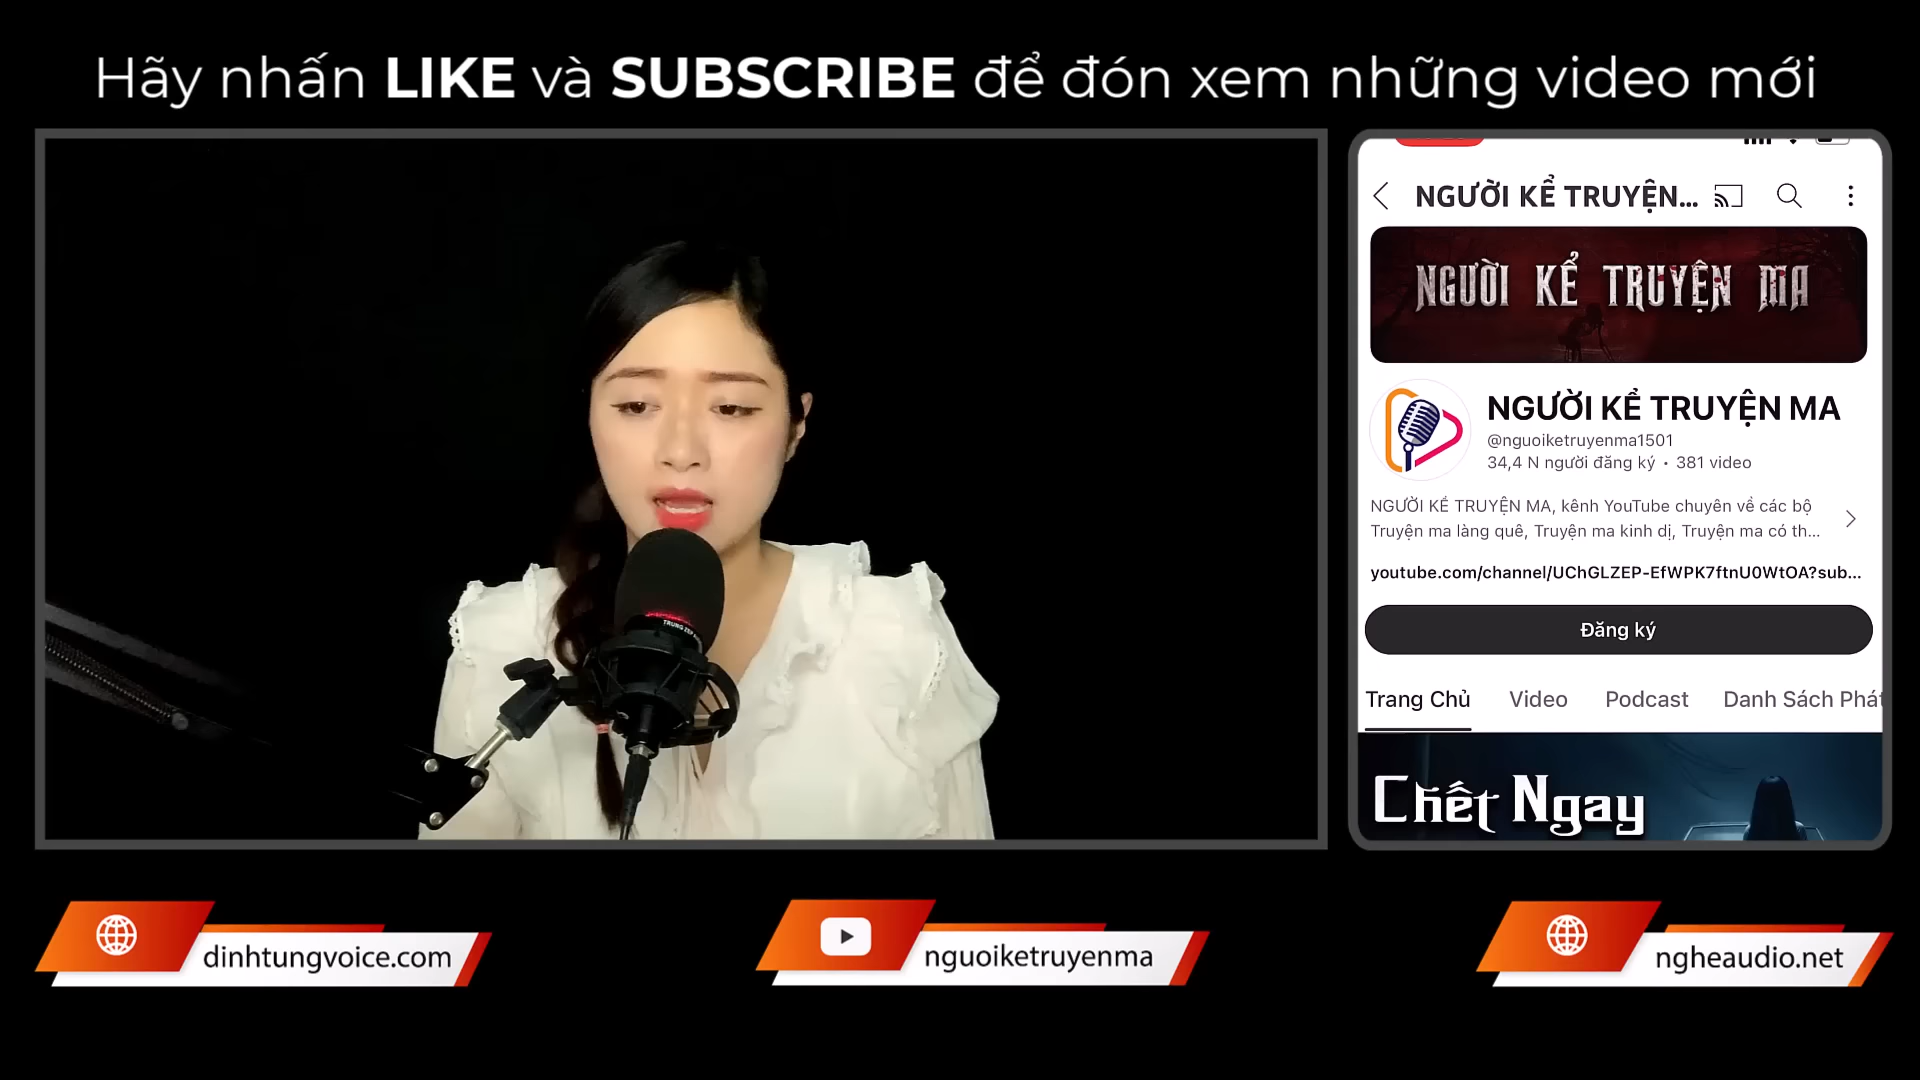 Hãy nhấn LIKE và SUBSCRIBE để đón xem những video mới
NGƯỜI KỂ TRUYỆN...
NGƯỜI KỂ TRUYỆN MA
NGƯỜI KỂ TRUYỆN MA
@nguoiketruyenma1501
34,4 N người đăng ký • 381 video
NGƯỜI KỂ TRUYỆN MA, kênh YouTube chuyên về các bộ
Truyện ma làng quê, Truyện ma kinh dị, Truyện ma có th...
youtube.com/channel/UChGLZEP-EfWPK7ftnU0WtOA?sub...
Đăng ký
Trang Chủ Video Podcast Danh Sách Phát
Chết Ngay
dinhtungvoice.com
nguoiketruyenma
ngheaudio.net